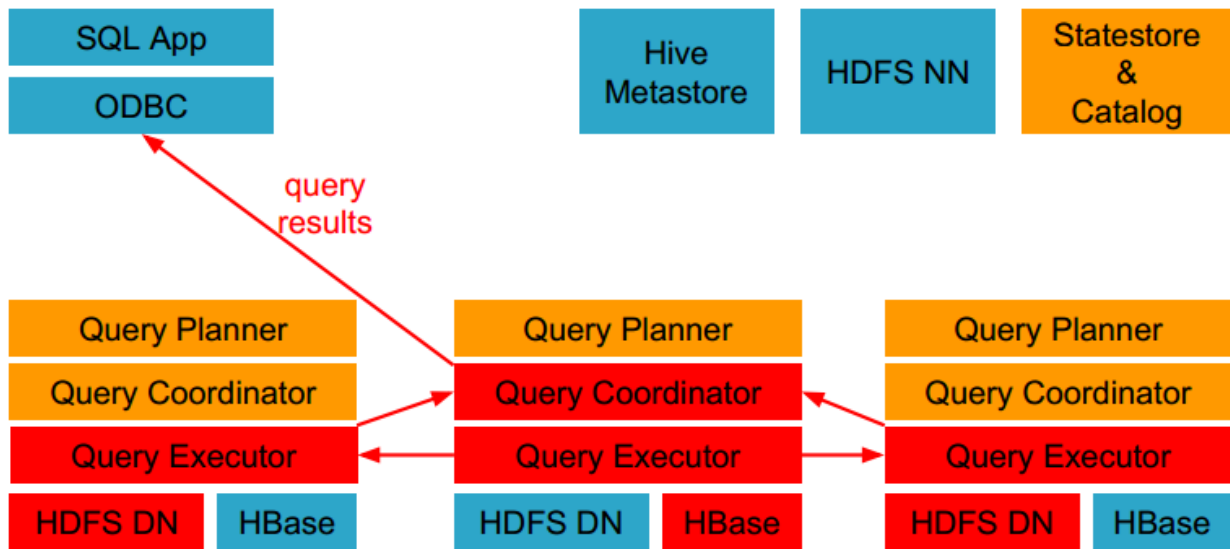 SQL App
ODBC
Hive
Metastore
HDFS NN
Statestore
&
Catalog
query
results
Query Planner
Query Coordinator
Query Executor
HDFS DN
HBase
Query Planner
Query Coordinator
Query Executor
HDFS DN
HBase
Query Planner
Query Coordinator
Query Executor
HDFS DN
HBase